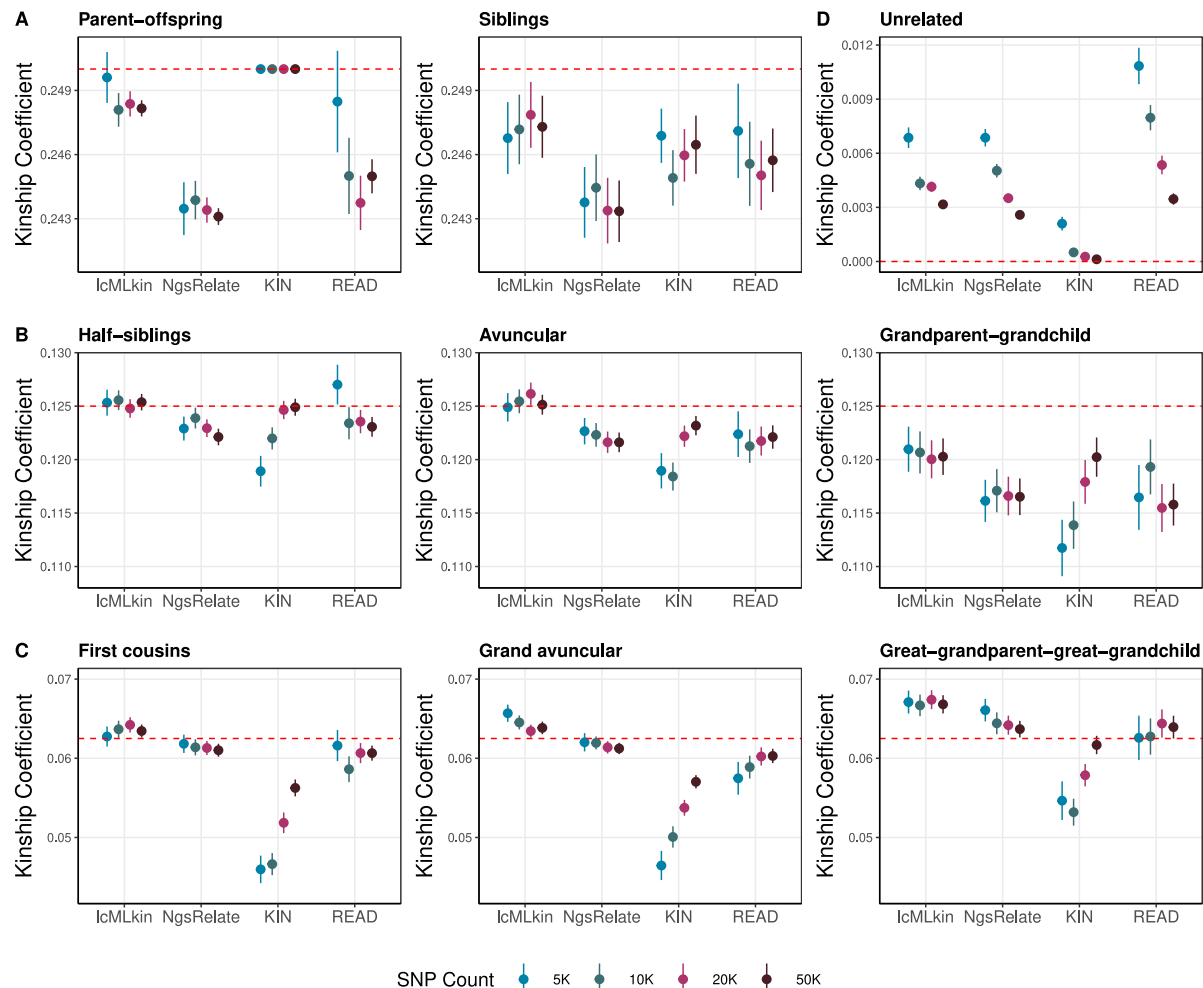 A Parent−offspring
Siblings
D Unrelated
Kinship Coefficient
0.249
0.246
0.243
lcMLkin NgsRelate KIN READ
Kinship Coefficient
0.249
0.246
0.243
lcMLkin NgsRelate KIN READ
Kinship Coefficient
0.012
0.009
0.006
0.003
0.000
lcMLkin NgsRelate KIN READ
B Half−siblings
Avuncular
Grandparent−grandchild
Kinship Coefficient
0.130
0.125
0.120
0.115
0.110
lcMLkin NgsRelate KIN READ
Kinship Coefficient
0.130
0.125
0.120
0.115
0.110
lcMLkin NgsRelate KIN READ
Kinship Coefficient
0.130
0.125
0.120
0.115
0.110
lcMLkin NgsRelate KIN READ
C First cousins
Grand avuncular
Great−grandparent−great−grandchild
Kinship Coefficient
0.07
0.06
0.05
lcMLkin NgsRelate KIN READ
Kinship Coefficient
0.07
0.06
0.05
lcMLkin NgsRelate KIN READ
Kinship Coefficient
0.07
0.06
0.05
lcMLkin NgsRelate KIN READ
SNP Count 5K 10K 20K 50K